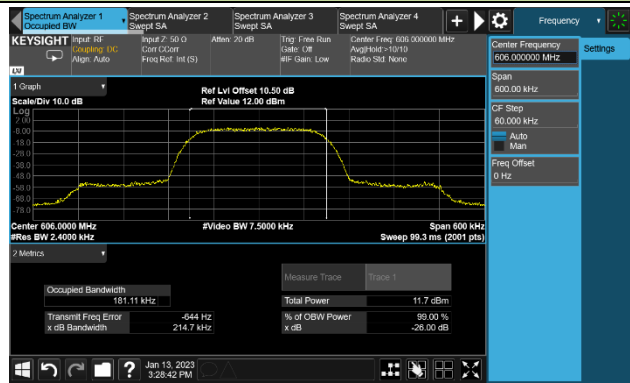 Spectrum Analyzer 1
Occupied BW
Spectrum Analyzer 2
Swept SA
Spectrum Analyzer 3
Swept SA
Spectrum Analyzer 4
Swept SA
Frequency
KEYSIGHT
Input: RF
Coupling: DC
Align: Auto
Input Z: 50 Ω
Corr CCorr
Freq Ref: Int (S)
Atten: 20 dB
Trig: Free Run
Gate: Off
#IF Gain: Low
Center Freq: 606.000000 MHz
Avg|Hold:>10/10
Radio Std: None
Center Frequency
606.000000 MHz
Settings
Span
600.00 kHz
CF Step
60.000 kHz
Auto
Man
Freq Offset
0 Hz
1 Graph
Scale/Div 10.0 dB
Ref Lvl Offset 10.50 dB
Ref Value 12.00 dBm
Log
2.00
-8.00
-18.0
-28.0
-38.0
-48.0
-58.0
-68.0
-78.0
Center 606.0000 MHz
#Res BW 2.4000 kHz
#Video BW 7.5000 kHz
Span 600 kHz
Sweep 99.3 ms (2001 pts)
2 Metrics
Measure Trace
Trace 1
Occupied Bandwidth
181.11 kHz
Total Power
11.7 dBm
Transmit Freq Error
-644 Hz
% of OBW Power
99.00 %
x dB Bandwidth
214.7 kHz
x dB
-26.00 dB
?
Jan 13, 2023
3:28:42 PM